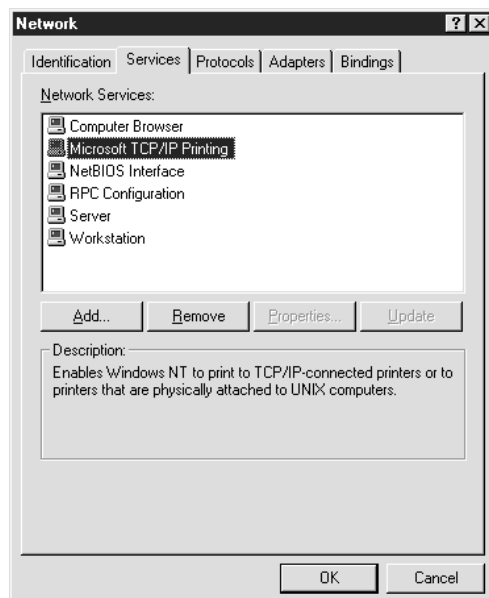 Network
Identification Services Protocols Adapters Bindings
Network Services:
Computer Browser
Microsoft TCP/IP Printing
NetBIOS Interface
RPC Configuration
Server
Workstation
Add... Remove Properties... Update
Description:
Enables Windows NT to print to TCP/IP-connected printers or to
printers that are physically attached to UNIX computers.
OK Cancel